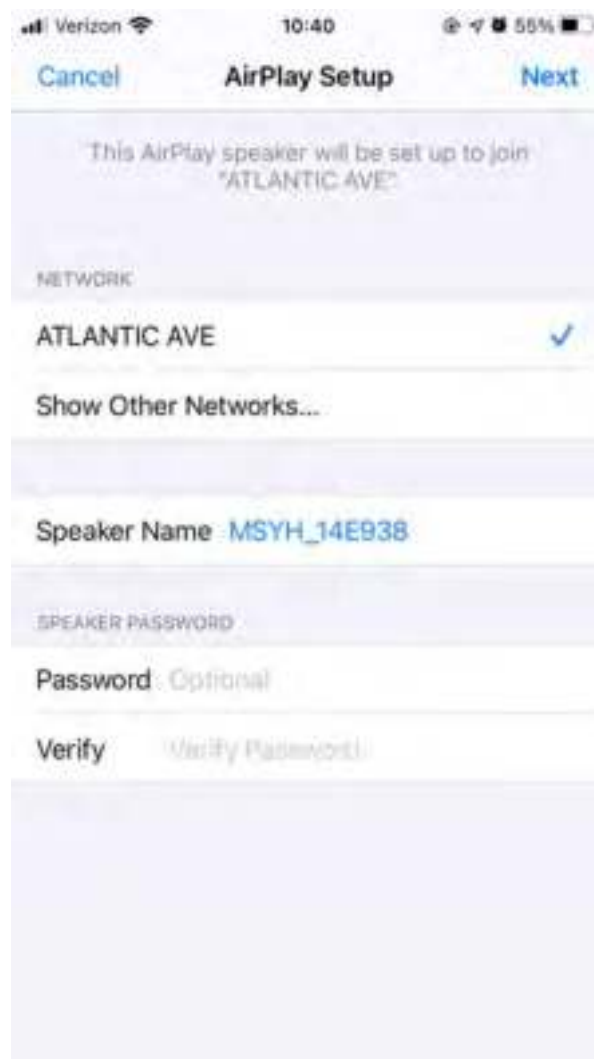 Verizon 10:40 55%
Cancel AirPlay Setup Next
This AirPlay speaker will be set up to join
"ATLANTIC AVE"
NETWORK
ATLANTIC AVE
Show Other Networks...
Speaker Name MSYH_14E938
SPEAKER PASSWORD
Password Optional
Verify Verify Password